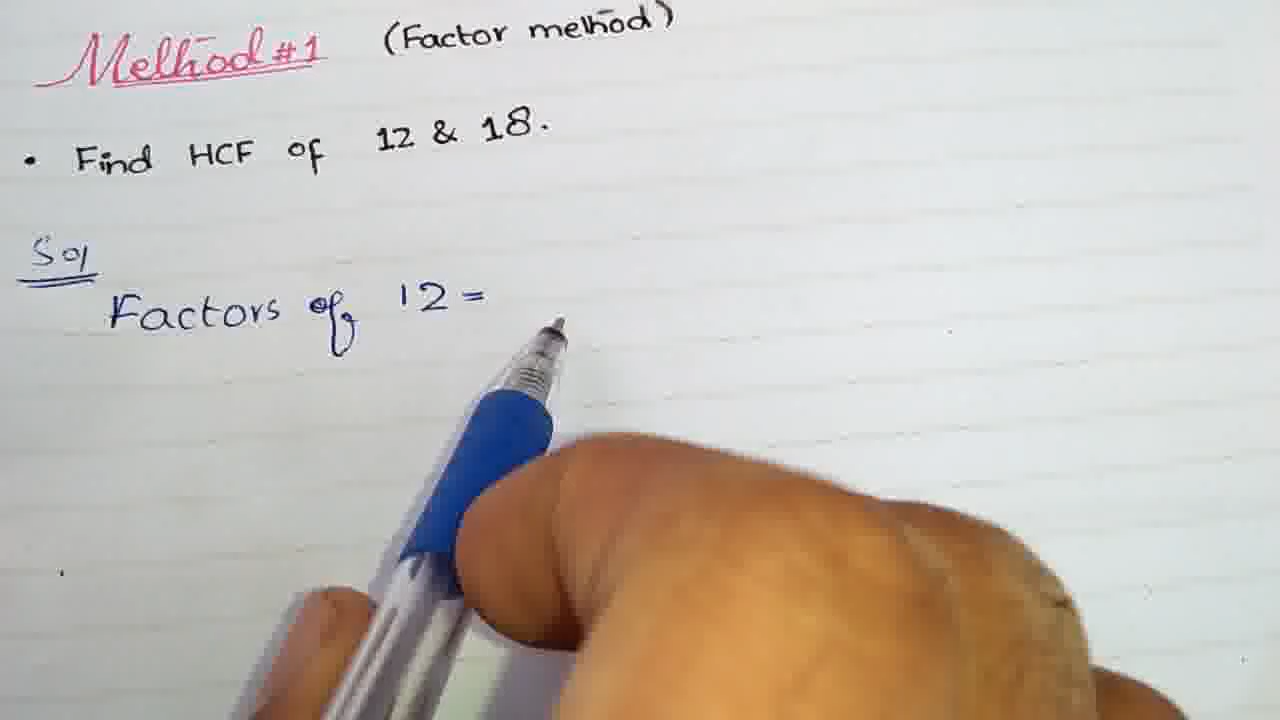 Method #1 (Factor method)
• Find HCF of 12 & 18.
Sol
Factors of 12 =